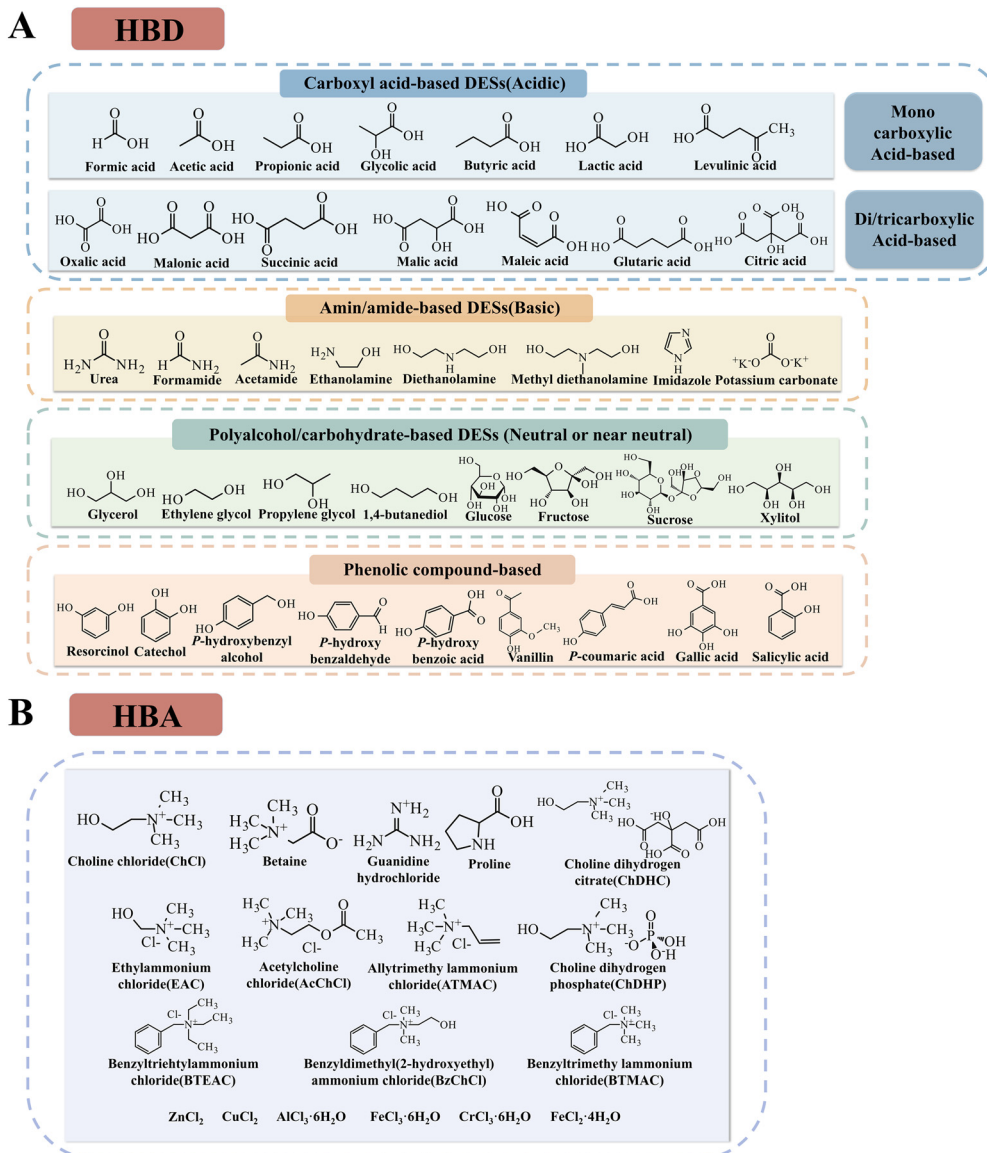 A
HBD
Carboxyl acid-based DESs(Acidic)
Mono
carboxylic
Acid-based
Formic acid
Acetic acid
Propionic acid
Glycolic acid
Butyric acid
Lactic acid
Levulinic acid
Di/tricarboxylic
Acid-based
Oxalic acid
Malonic acid
Succinic acid
Malic acid
Maleic acid
Glutaric acid
Citric acid
Amin/amide-based DESs(Basic)
Urea
Formamide
Acetamide
Ethanolamine
Diethanolamine
Methyl diethanolamine
Imidazole
Potassium carbonate
Polyalcohol/carbohydrate-based DESs (Neutral or near neutral)
Glycerol
Ethylene glycol
Propylene glycol
1,4-butanediol
Glucose
Fructose
Sucrose
Xylitol
Phenolic compound-based
Resorcinol
Catechol
P-hydroxybenzyl
alcohol
P-hydroxy
benzaldehyde
P-hydroxy
benzoic acid
Vanillin
P-coumaric acid
Gallic acid
Salicylic acid
B
HBA
Choline chloride(ChCl)
Betaine
Guanidine
hydrochloride
Proline
Choline dihydrogen
citrate(ChDHC)
Ethylammonium
chloride(EAC)
Acetylcholine
chloride(AcChCl)
Allytrimethy lammonium
chloride(ATMAC)
Choline dihydrogen
phosphate(ChDHP)
Benzyltriehtylammonium
chloride(BTEAC)
Benzyldimethyl(2-hydroxyethyl)
ammonium chloride(BzChCl)
Benzyltrimethy lammonium
chloride(BTMAC)
ZnCl₂ CuCl₂ AlCl₃·6H₂O FeCl₃·6H₂O CrCl₃·6H₂O FeCl₂·4H₂O